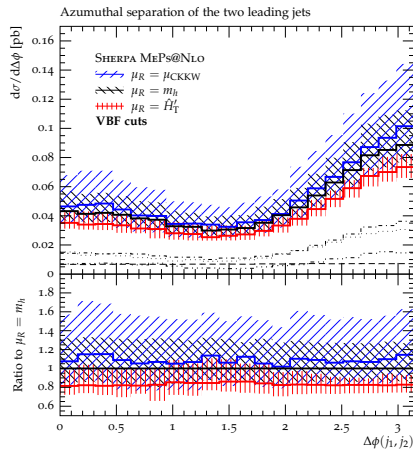 Azumuthal separation of the two leading jets
dσ/dΔϕ [pb]
0.16
0.14
0.12
0.1
0.08
0.06
0.04
0.02
0
SHERPA MEPS@NLO
μR = μCKKW
μR = mh
μR = Ĥ′T
VBF cuts
Ratio to μR = mh
1.8
1.6
1.4
1.2
1.0
0.8
0.6
0 0.5 1 1.5 2 2.5 3
Δϕ(j1, j2)